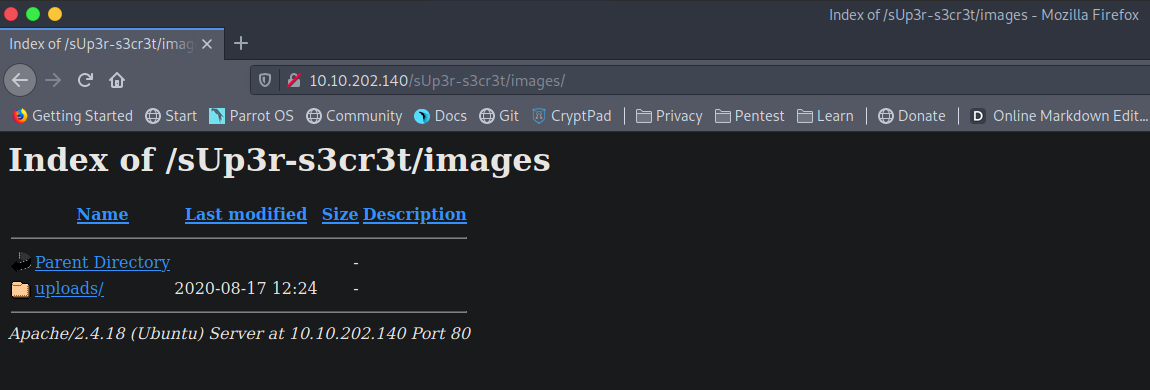 Index of /sUp3r-s3cr3t/images - Mozilla Firefox
Index of /sUp3r-s3cr3t/imag
10.10.202.140/sUp3r-s3cr3t/images/
Getting Started Start Parrot OS Community Docs Git CryptPad Privacy Pentest Learn Donate D Online Markdown Edit...
Index of /sUp3r-s3cr3t/images
Name Last modified Size Description
Parent Directory -
uploads/ 2020-08-17 12:24 -
Apache/2.4.18 (Ubuntu) Server at 10.10.202.140 Port 80